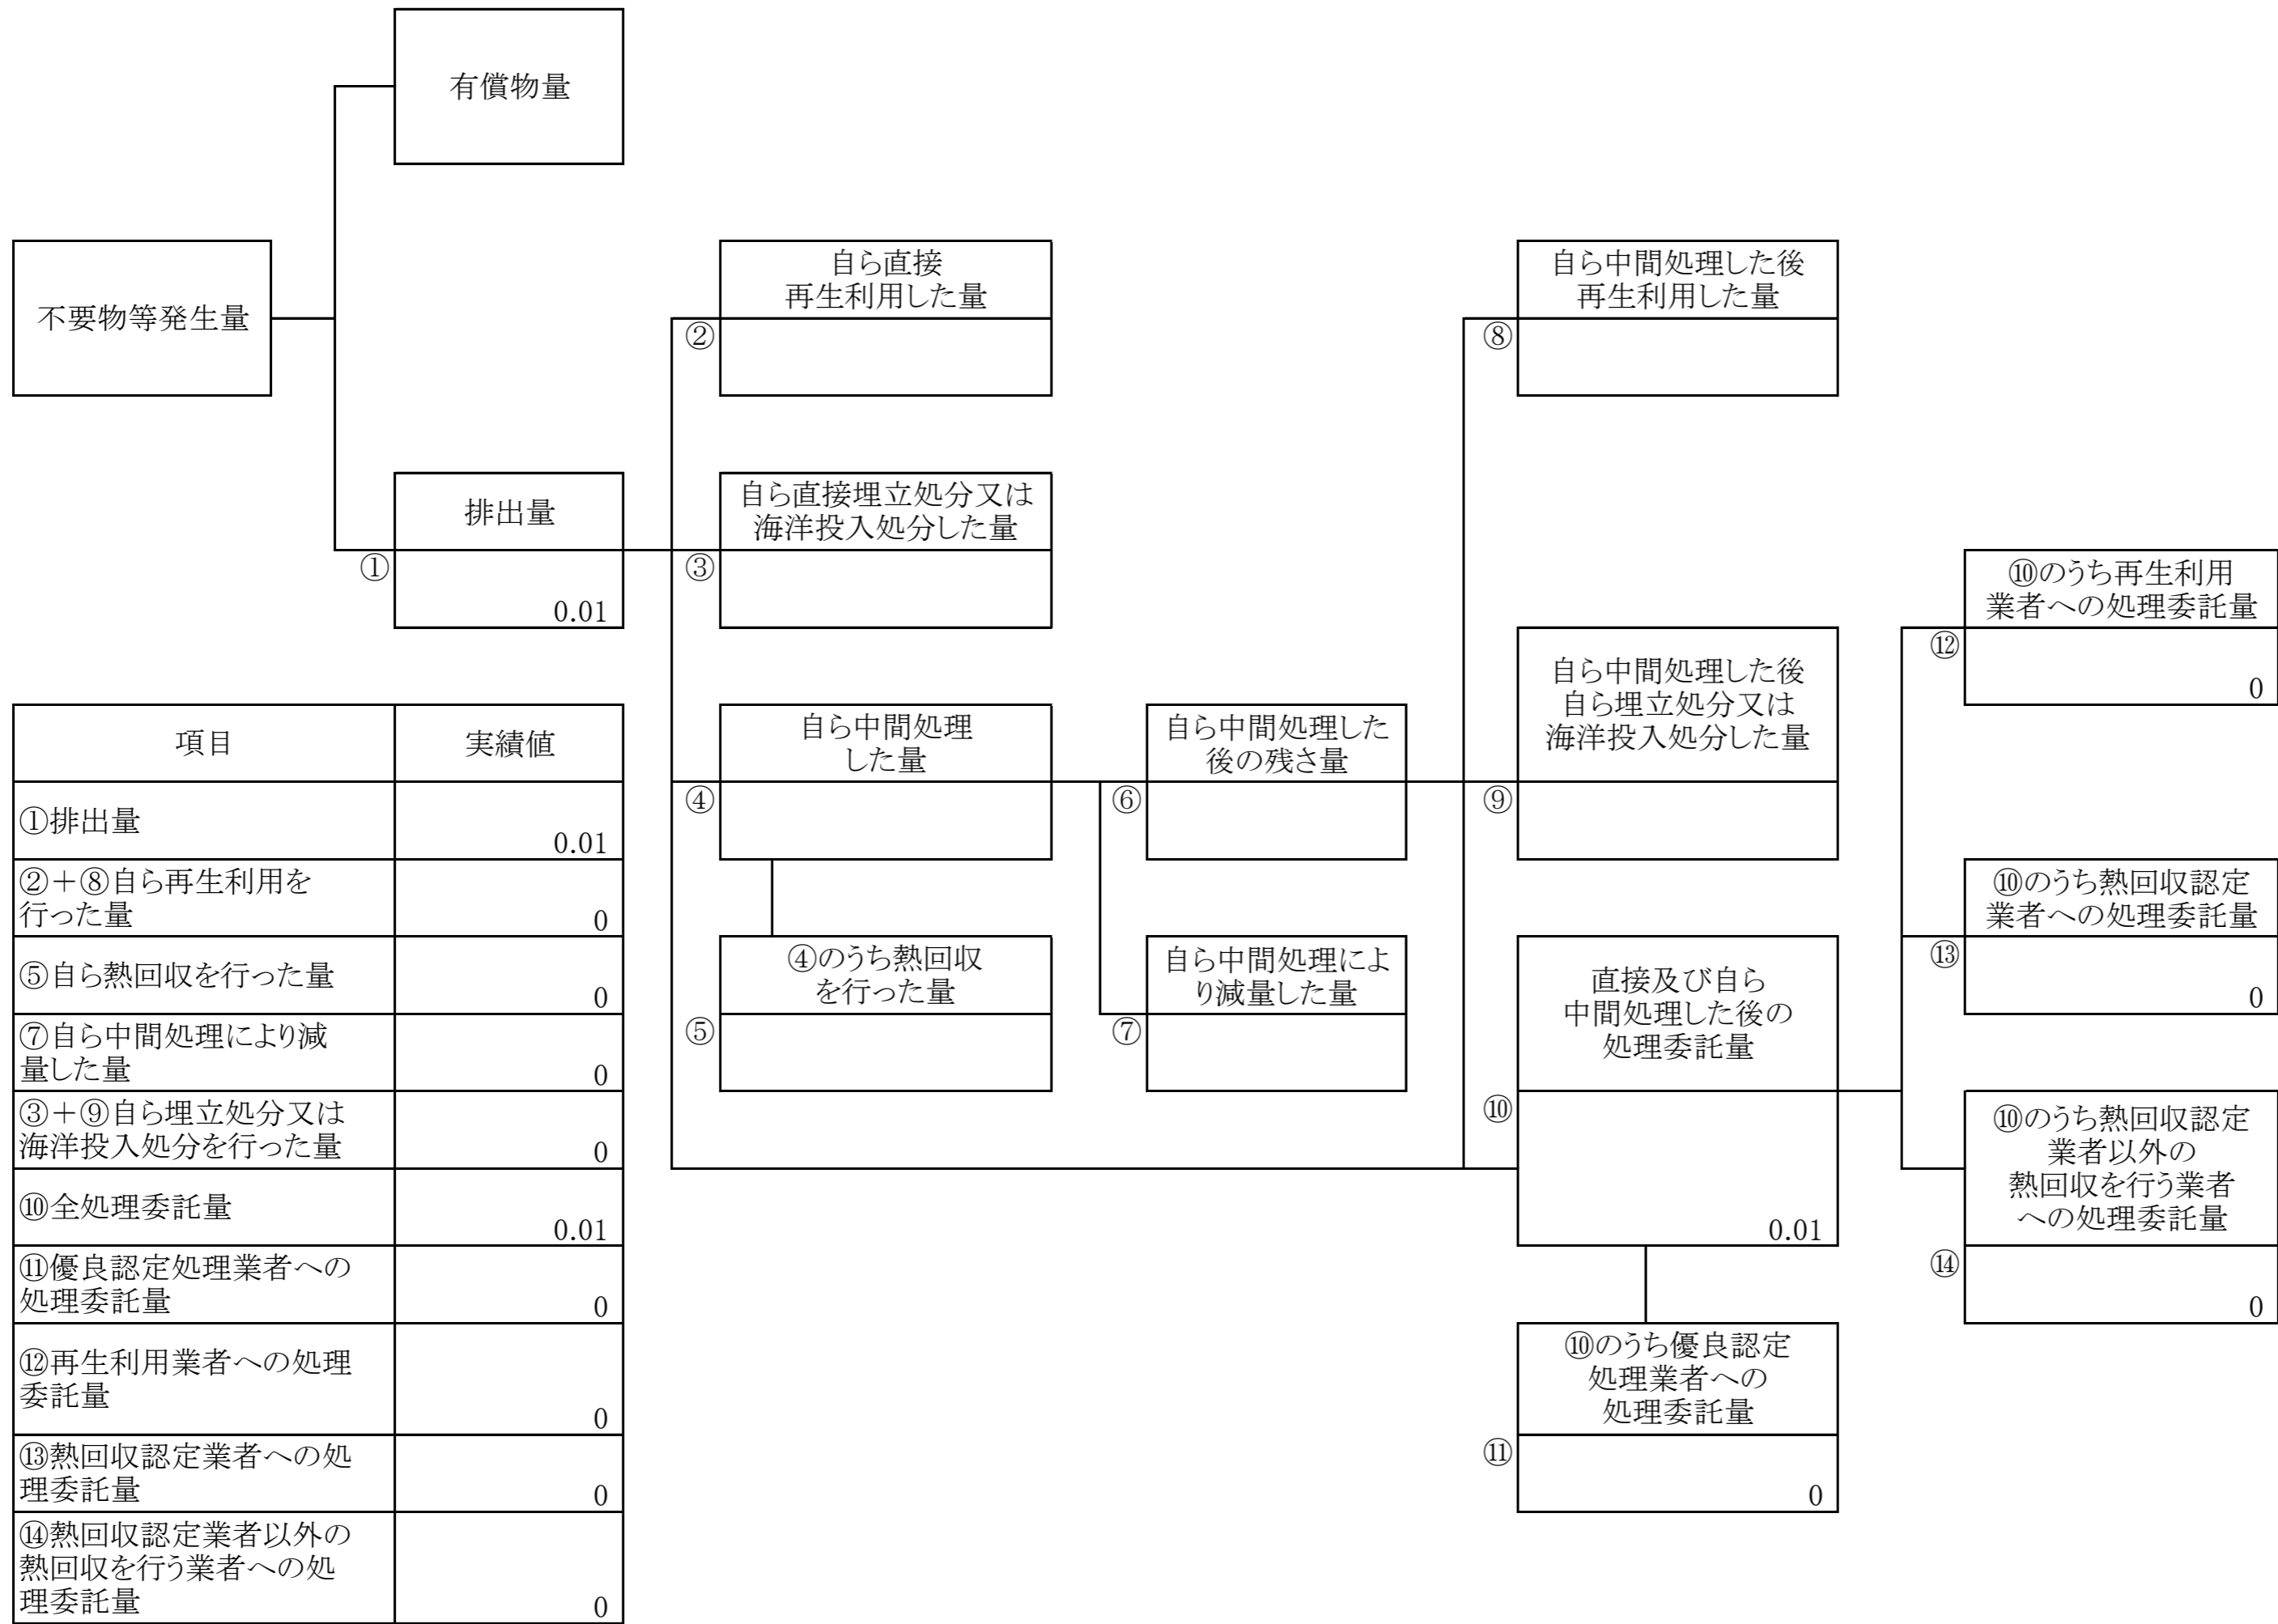 有償物量
不要物等発生量
自ら直接
再生利用した量
②
自ら中間処理した後
再生利用した量
⑧
排出量
①
0.01
自ら直接埋立処分又は
海洋投入処分した量
③
⑩のうち再生利用
業者への処理委託量
⑫
0
自ら中間処理した後
自ら埋立処分又は
海洋投入処分した量
⑨
自ら中間処理
した量
④
自ら中間処理した
後の残さ量
⑥
⑩のうち熱回収認定
業者への処理委託量
⑬
0
④のうち熱回収
を行った量
⑤
自ら中間処理によ
り減量した量
⑦
直接及び自ら
中間処理した後の
処理委託量
⑩
0.01
⑩のうち熱回収認定
業者以外の
熱回収を行う業者
への処理委託量
⑭
0
⑩のうち優良認定
処理業者への
処理委託量
⑪
0
項目
実績値
①排出量
0.01
②+⑧自ら再生利用を
行った量
0
⑤自ら熱回収を行った量
0
⑦自ら中間処理により減
量した量
0
③+⑨自ら埋立処分又は
海洋投入処分を行った量
0
⑩全処理委託量
0.01
⑪優良認定処理業者への
処理委託量
0
⑫再生利用業者への処理
委託量
0
⑬熱回収認定業者への処
理委託量
0
⑭熱回収認定業者以外の
熱回収を行う業者への処
理委託量
0